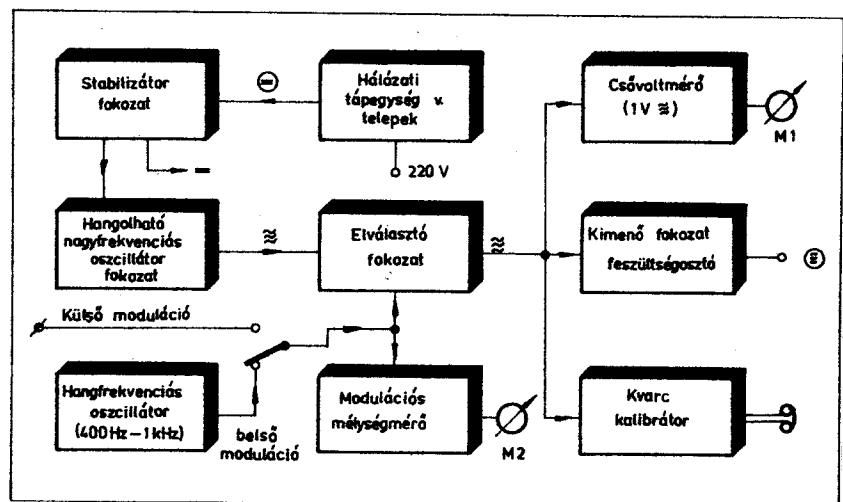 Stabilizátor
fokozat
Hálózati
tápegység v.
telepek
Csővoltmérő
(1V ≋)
M1
220 V
Hangolható
nagyfrekvenciás
oszcillátor
fokozat
Elválasztó
fokozat
Kimenő fokozat
feszültségosztó
Külső moduláció
Hangfrekvenciás
oszcillátor
(400Hz–1kHz)
belső
moduláció
Modulációs
mélységmérő
M2
Kvarc
kalibrátor